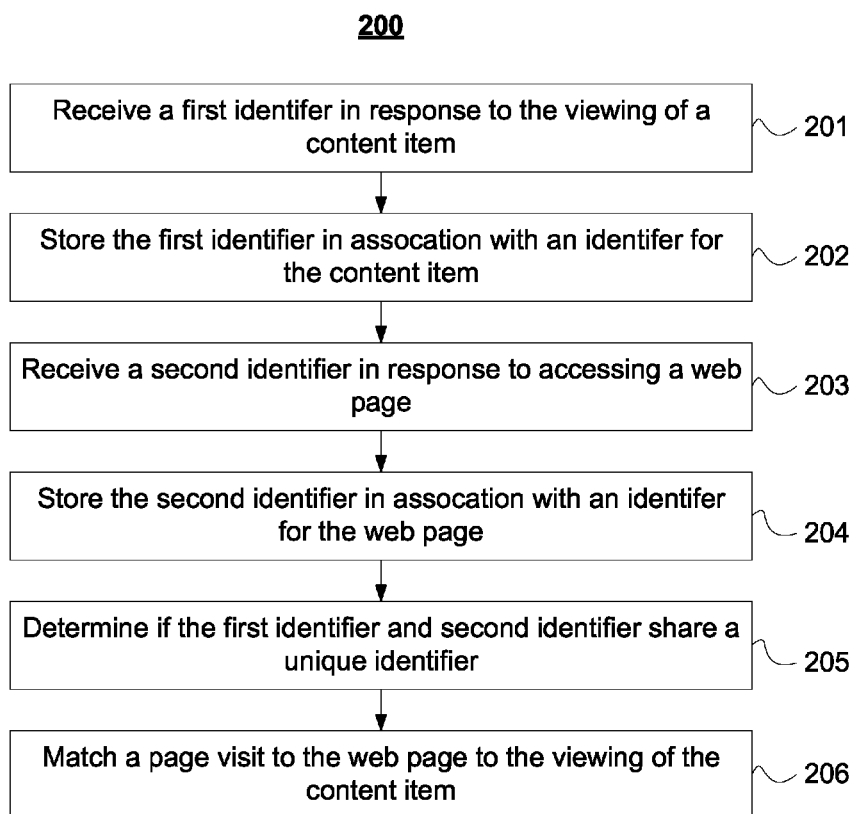 200
Receive a first identifer in response to the viewing of a
content item
201
Store the first identifier in assocation with an identifer for
the content item
202
Receive a second identifier in response to accessing a web
page
203
Store the second identifier in assocation with an identifer
for the web page
204
Determine if the first identifier and second identifier share a
unique identifier
205
Match a page visit to the web page to the viewing of the
content item
206